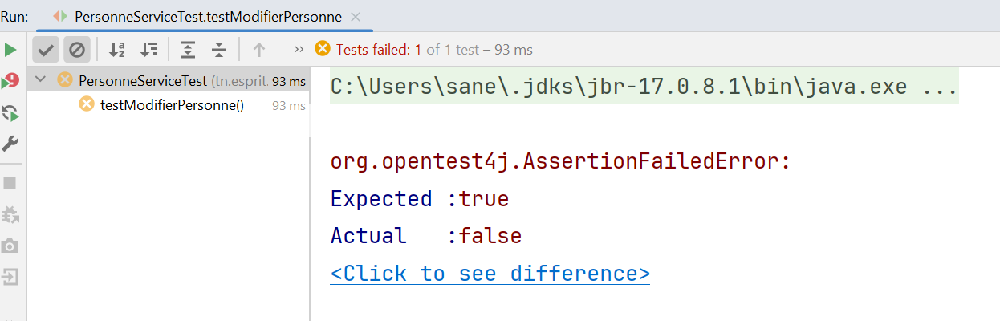 Run: PersonneServiceTest.testModifierPersonne ×
Tests failed: 1 of 1 test – 93 ms
PersonneServiceTest (tn.esprit. 93 ms
testModifierPersonne() 93 ms
C:\Users\sane\.jdks\jbr-17.0.8.1\bin\java.exe ...
org.opentest4j.AssertionFailedError:
Expected :true
Actual   :false
<Click to see difference>